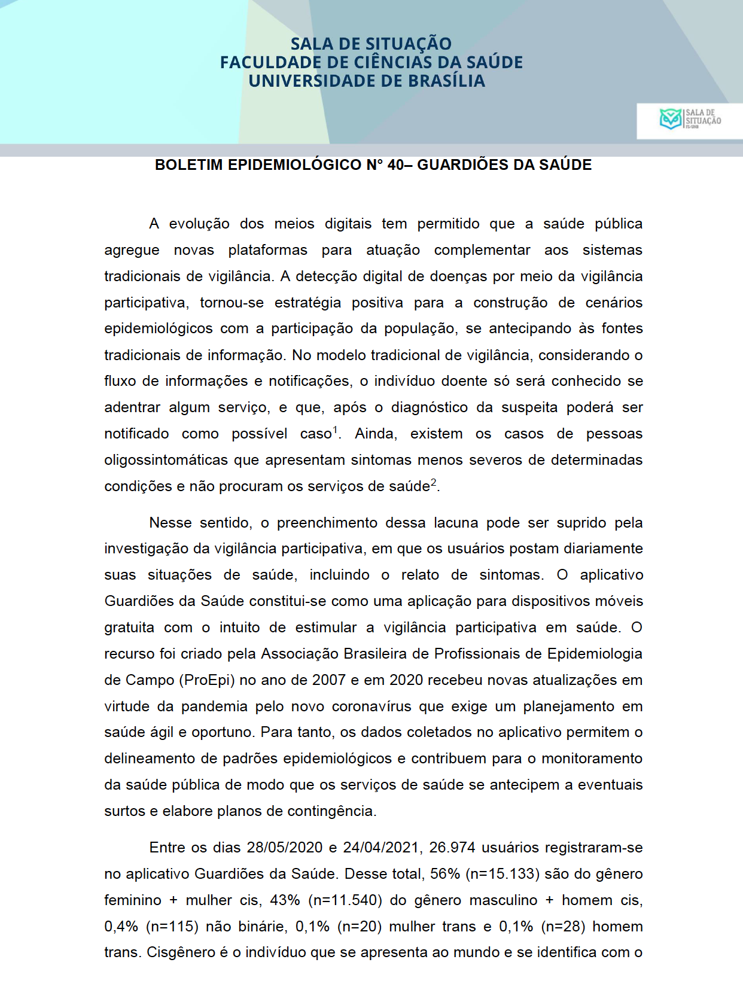 SALA DE SITUAÇÃO
FACULDADE DE CIÊNCIAS DA SAÚDE
UNIVERSIDADE DE BRASÍLIA
SALA DE
SITUAÇÃO
FS/UNB
BOLETIM EPIDEMIOLÓGICO N° 40– GUARDIÕES DA SAÚDE
A evolução dos meios digitais tem permitido que a saúde pública
agregue novas plataformas para atuação complementar aos sistemas
tradicionais de vigilância. A detecção digital de doenças por meio da vigilância
participativa, tornou-se estratégia positiva para a construção de cenários
epidemiológicos com a participação da população, se antecipando às fontes
tradicionais de informação. No modelo tradicional de vigilância, considerando o
fluxo de informações e notificações, o indivíduo doente só será conhecido se
adentrar algum serviço, e que, após o diagnóstico da suspeita poderá ser
notificado como possível caso¹. Ainda, existem os casos de pessoas
oligossintomáticas que apresentam sintomas menos severos de determinadas
condições e não procuram os serviços de saúde².
Nesse sentido, o preenchimento dessa lacuna pode ser suprido pela
investigação da vigilância participativa, em que os usuários postam diariamente
suas situações de saúde, incluindo o relato de sintomas. O aplicativo
Guardiões da Saúde constitui-se como uma aplicação para dispositivos móveis
gratuita com o intuito de estimular a vigilância participativa em saúde. O
recurso foi criado pela Associação Brasileira de Profissionais de Epidemiologia
de Campo (ProEpi) no ano de 2007 e em 2020 recebeu novas atualizações em
virtude da pandemia pelo novo coronavírus que exige um planejamento em
saúde ágil e oportuno. Para tanto, os dados coletados no aplicativo permitem o
delineamento de padrões epidemiológicos e contribuem para o monitoramento
da saúde pública de modo que os serviços de saúde se antecipem a eventuais
surtos e elabore planos de contingência.
Entre os dias 28/05/2020 e 24/04/2021, 26.974 usuários registraram-se
no aplicativo Guardiões da Saúde. Desse total, 56% (n=15.133) são do gênero
feminino + mulher cis, 43% (n=11.540) do gênero masculino + homem cis,
0,4% (n=115) não binárie, 0,1% (n=20) mulher trans e 0,1% (n=28) homem
trans. Cisgênero é o indivíduo que se apresenta ao mundo e se identifica com o